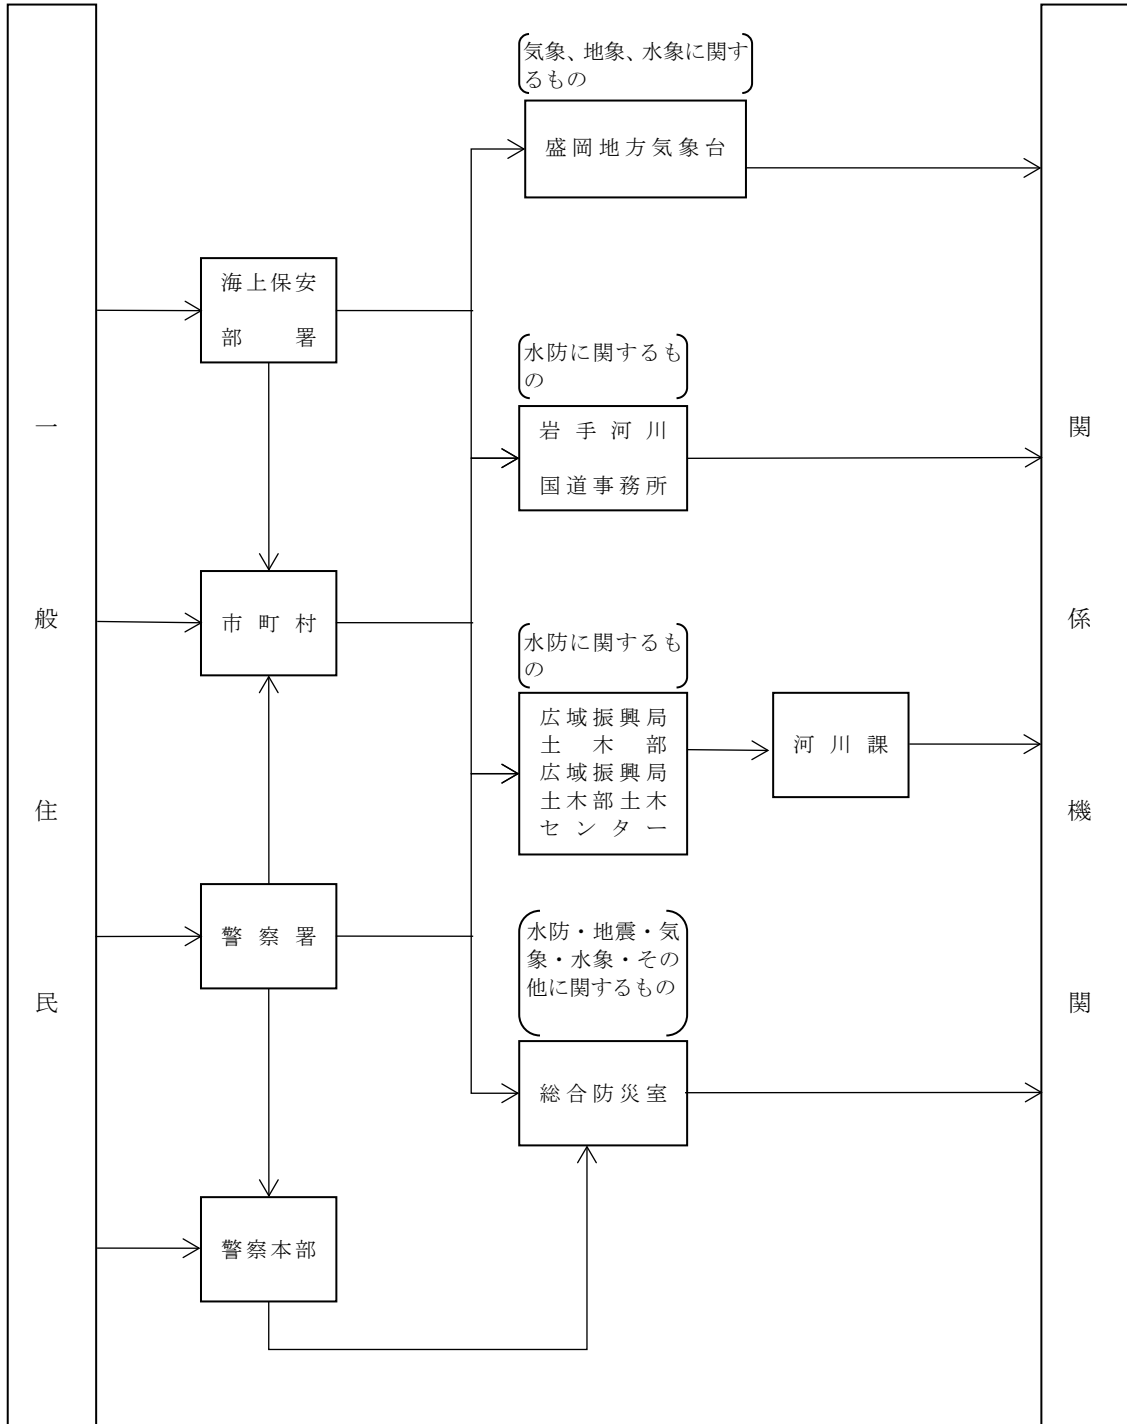 一般住民
気象、地象、水象に関す
るもの
盛岡地方気象台
海上保安
部署
水防に関するも
の
岩手河川
国道事務所
市町村
水防に関するも
の
広域振興局
土木部
広域振興局
土木部土木
センター
河川課
警察署
水防・地震・気
象・水象・その
他に関するもの
総合防災室
警察本部
関係機関